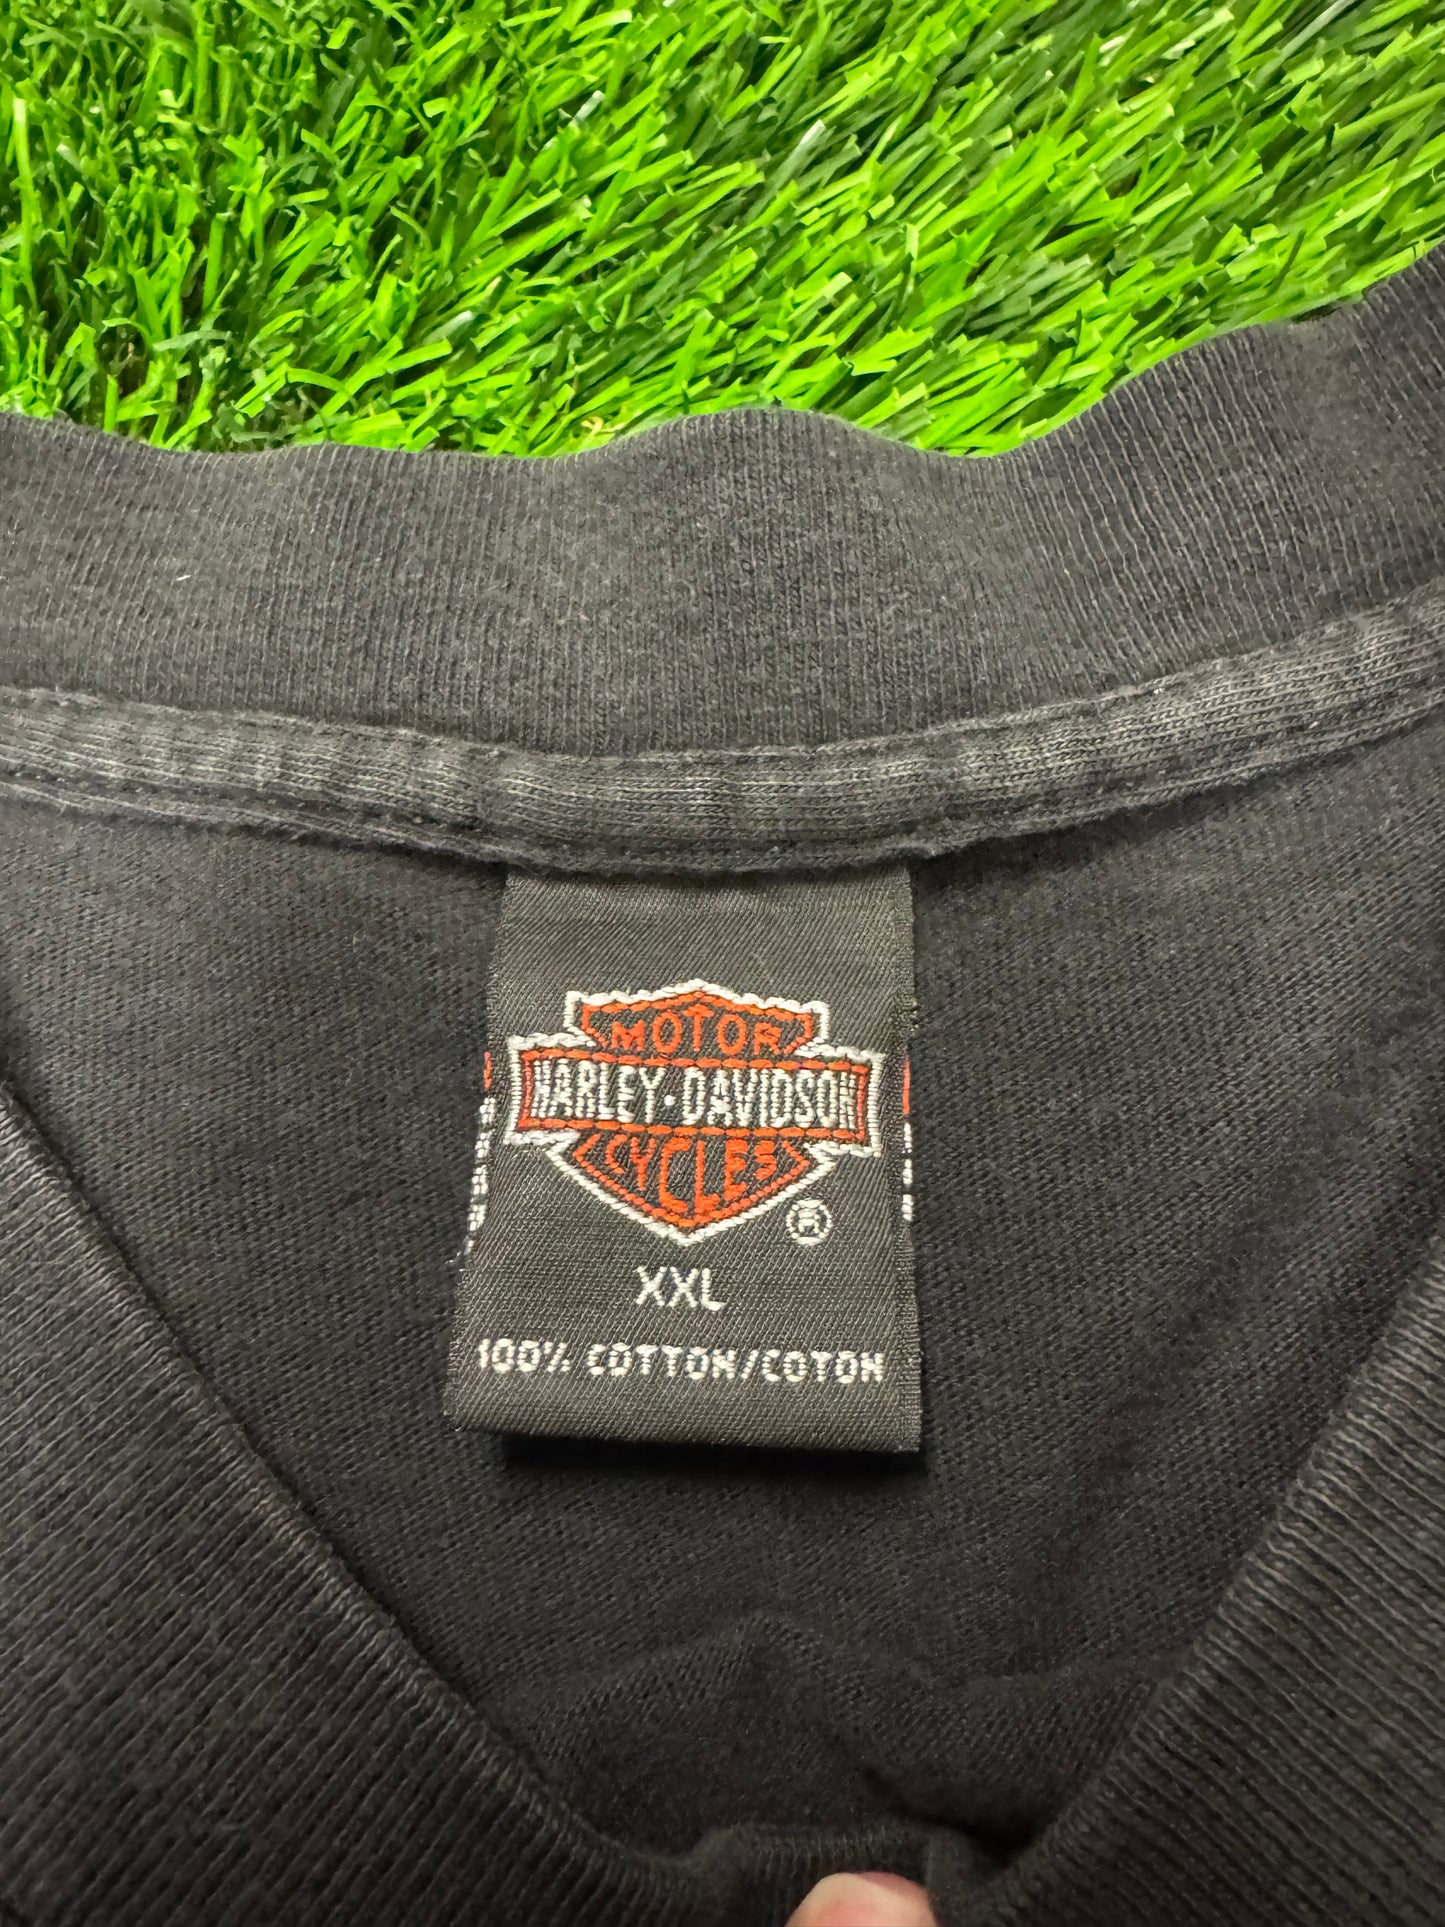 MOTOR
HARLEY-DAVIDSON
CYCLES
®
XXL
100% COTTON/COTON